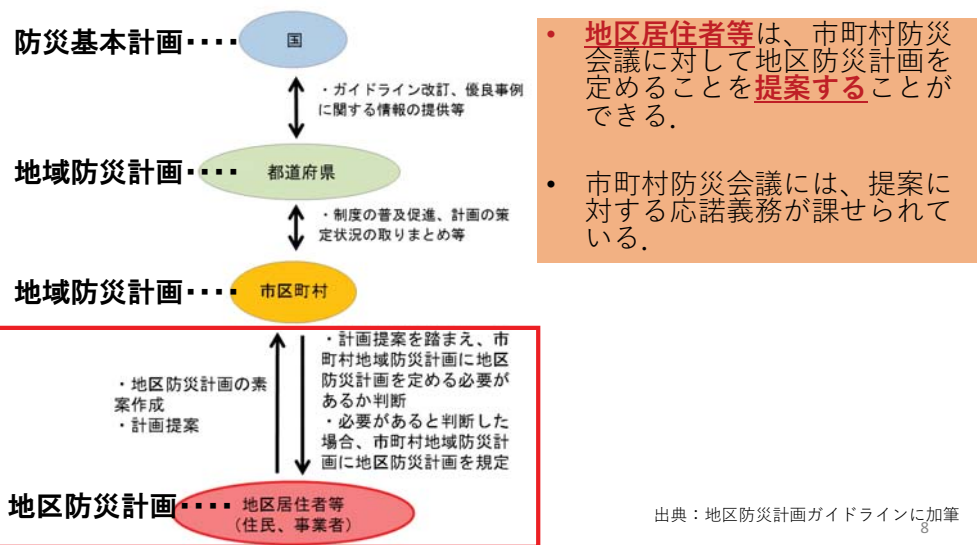 防災基本計画････
国
・ガイドライン改訂、優良事例
に関する情報の提供等
地域防災計画････
都道府県
・制度の普及促進、計画の策
定状況の取りまとめ等
地域防災計画････
市区町村
・地区防災計画の素
案作成
・計画提案
・計画提案を踏まえ、市
町村地域防災計画に地区
防災計画を定める必要が
あるか判断
・必要があると判断した
場合、市町村地域防災計
画に地区防災計画を規定
地区防災計画････
地区居住者等
(住民、事業者)
• 地区居住者等は、市町村防災
会議に対して地区防災計画を
定めることを提案することが
できる．
• 市町村防災会議には、提案に
対する応諾義務が課せられて
いる．
出典：地区防災計画ガイドラインに加筆
8